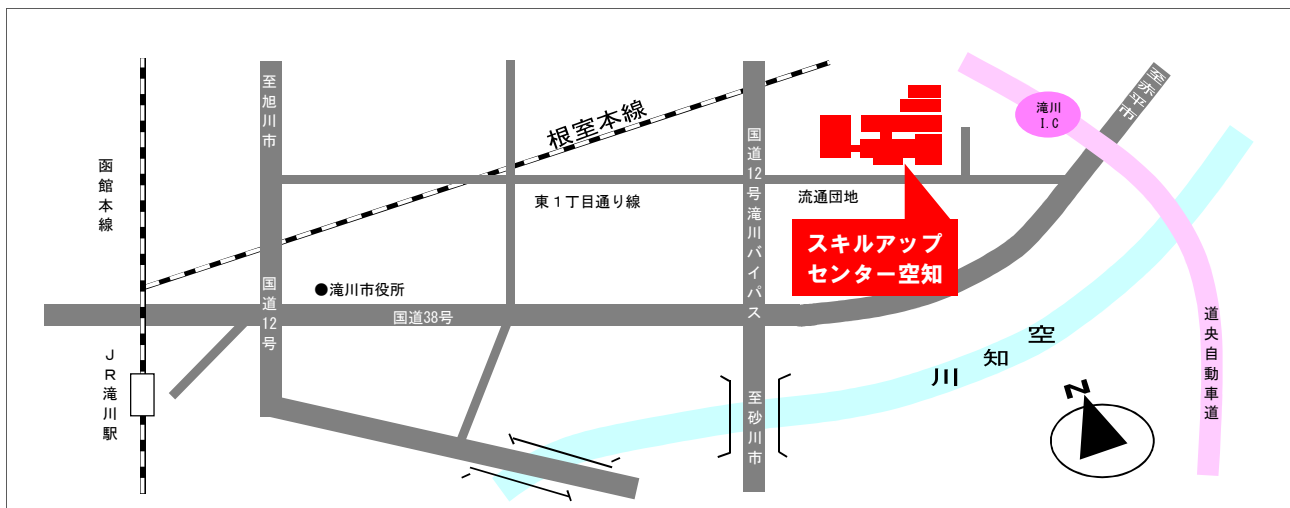 函館本線
JR滝川駅
至旭川市
国道12号
根室本線
●滝川市役所
国道38号
東1丁目通り線
国道12号滝川バイパス
至砂川市
流通団地
スキルアップ
センター空知
滝川
I.C
至赤平市
道央自動車道
空知川
N